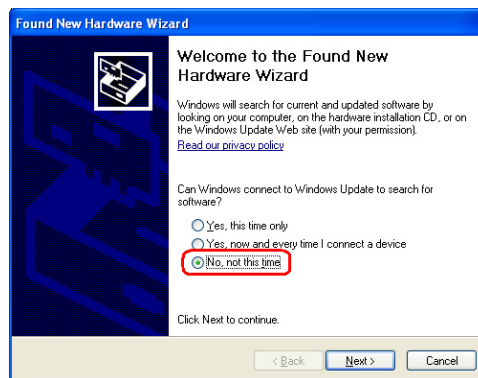 Found New Hardware Wizard
Welcome to the Found New
Hardware Wizard
Windows will search for current and updated software by
looking on your computer, on the hardware installation CD, or on
the Windows Update Web site (with your permission).
Read our privacy policy
Can Windows connect to Windows Update to search for
software?
Yes, this time only
Yes, now and every time I connect a device
No, not this time
Click Next to continue.
< Back
Next >
Cancel